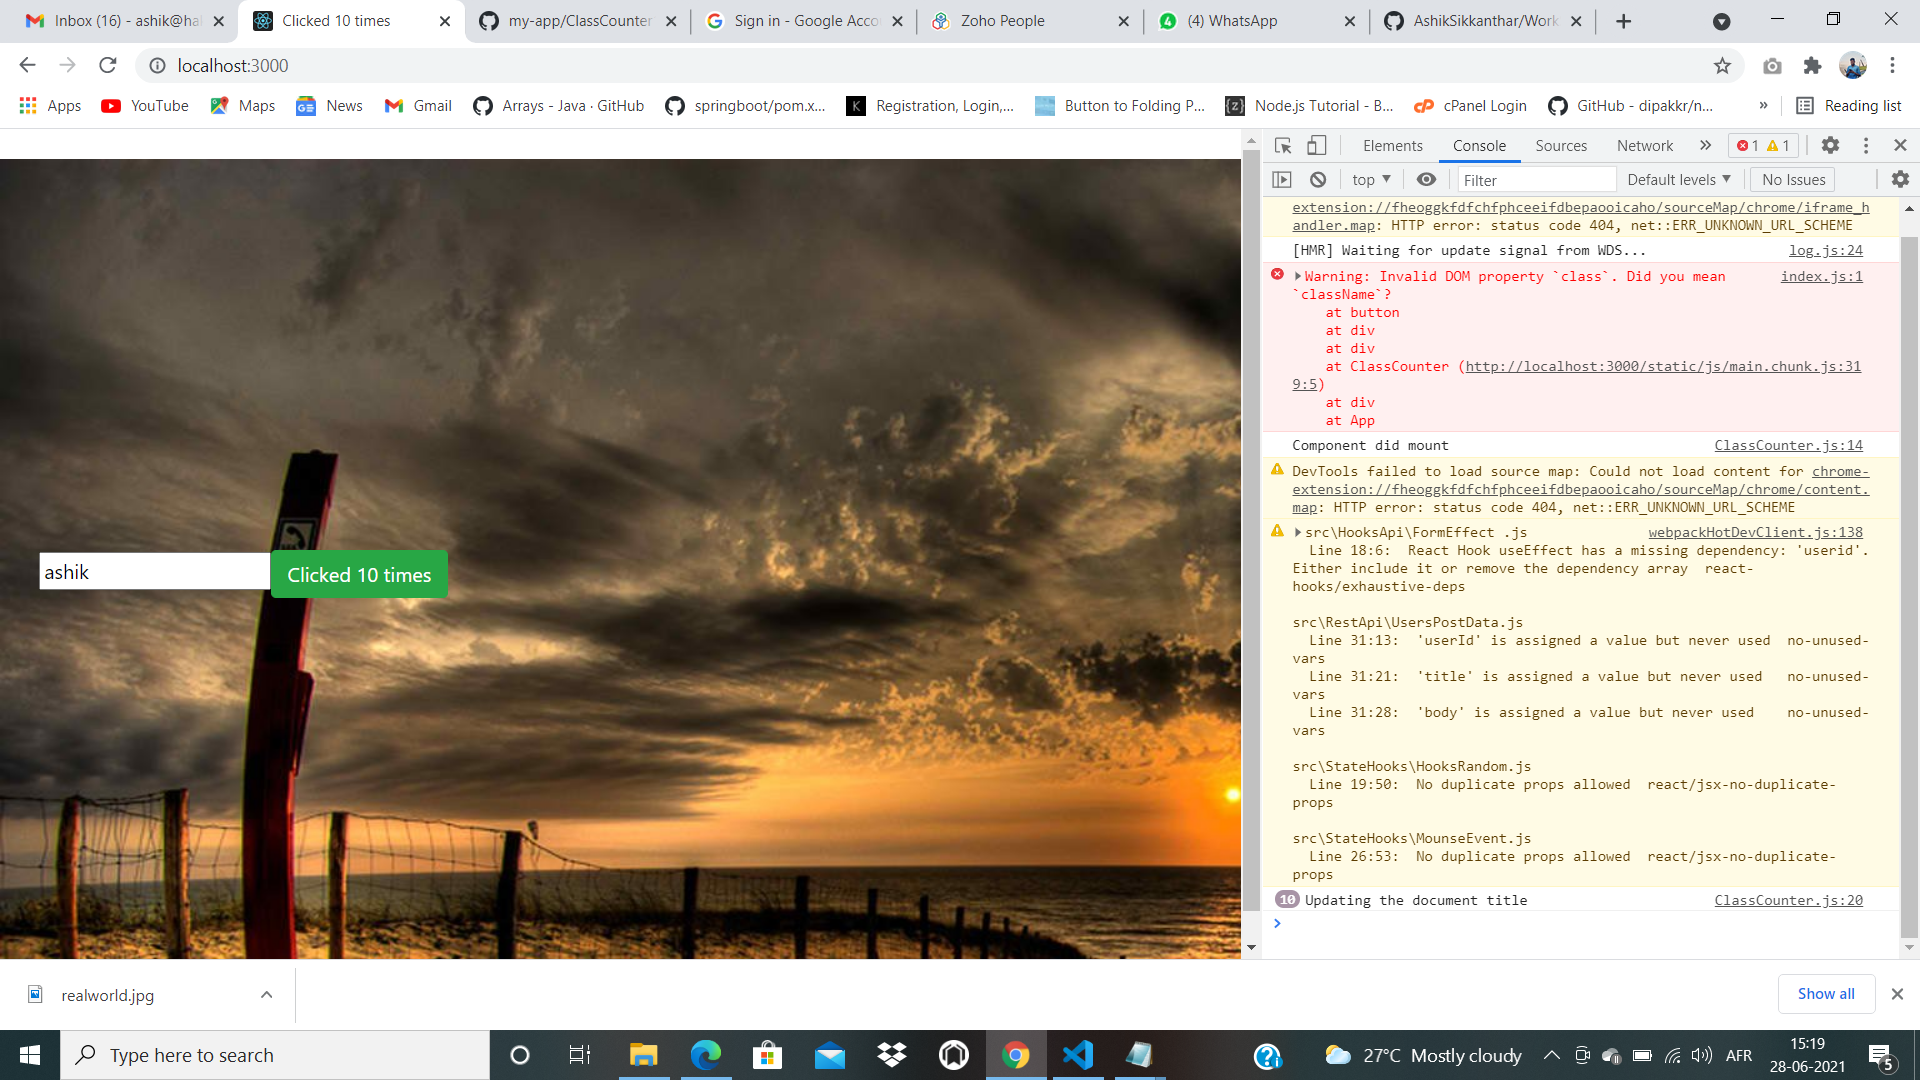 Inbox (16) - ashik@ha
Clicked 10 times
my-app/ClassCounter
Sign in - Google Acco
Zoho People
(4) WhatsApp
AshikSikkanthar/Work
localhost:3000
Apps
YouTube
Maps
News
Gmail
Arrays - Java · GitHub
springboot/pom.x...
Registration, Login,...
Button to Folding P...
Node.js Tutorial - B...
cPanel Login
GitHub - dipakkr/n...
»
Reading list
Elements
Console
Sources
Network
»
1
1
top
Filter
Default levels
No Issues
extension://fheoggkfdfchfphceeifdbepaooicaho/sourceMap/chrome/iframe_h
andler.map: HTTP error: status code 404, net::ERR_UNKNOWN_URL_SCHEME
[HMR] Waiting for update signal from WDS... log.js:24
Warning: Invalid DOM property `class`. Did you mean index.js:1
`className`?
at button
at div
at div
at ClassCounter (http://localhost:3000/static/js/main.chunk.js:31
9:5)
at div
at App
Component did mount ClassCounter.js:14
DevTools failed to load source map: Could not load content for chrome-
extension://fheoggkfdfchfphceeifdbepaooicaho/sourceMap/chrome/content.
map: HTTP error: status code 404, net::ERR_UNKNOWN_URL_SCHEME
src\HooksApi\FormEffect .js webpackHotDevClient.js:138
Line 18:6: React Hook useEffect has a missing dependency: 'userid'.
Either include it or remove the dependency array react-
hooks/exhaustive-deps
src\RestApi\UsersPostData.js
Line 31:13: 'userId' is assigned a value but never used no-unused-
vars
Line 31:21: 'title' is assigned a value but never used no-unused-
vars
Line 31:28: 'body' is assigned a value but never used no-unused-
vars
src\StateHooks\HooksRandom.js
Line 19:50: No duplicate props allowed react/jsx-no-duplicate-
props
src\StateHooks\MounseEvent.js
Line 26:53: No duplicate props allowed react/jsx-no-duplicate-
props
10 Updating the document title ClassCounter.js:20
ashik
Clicked 10 times
realworld.jpg
Show all
Type here to search
27°C Mostly cloudy
AFR
15:19
28-06-2021
5